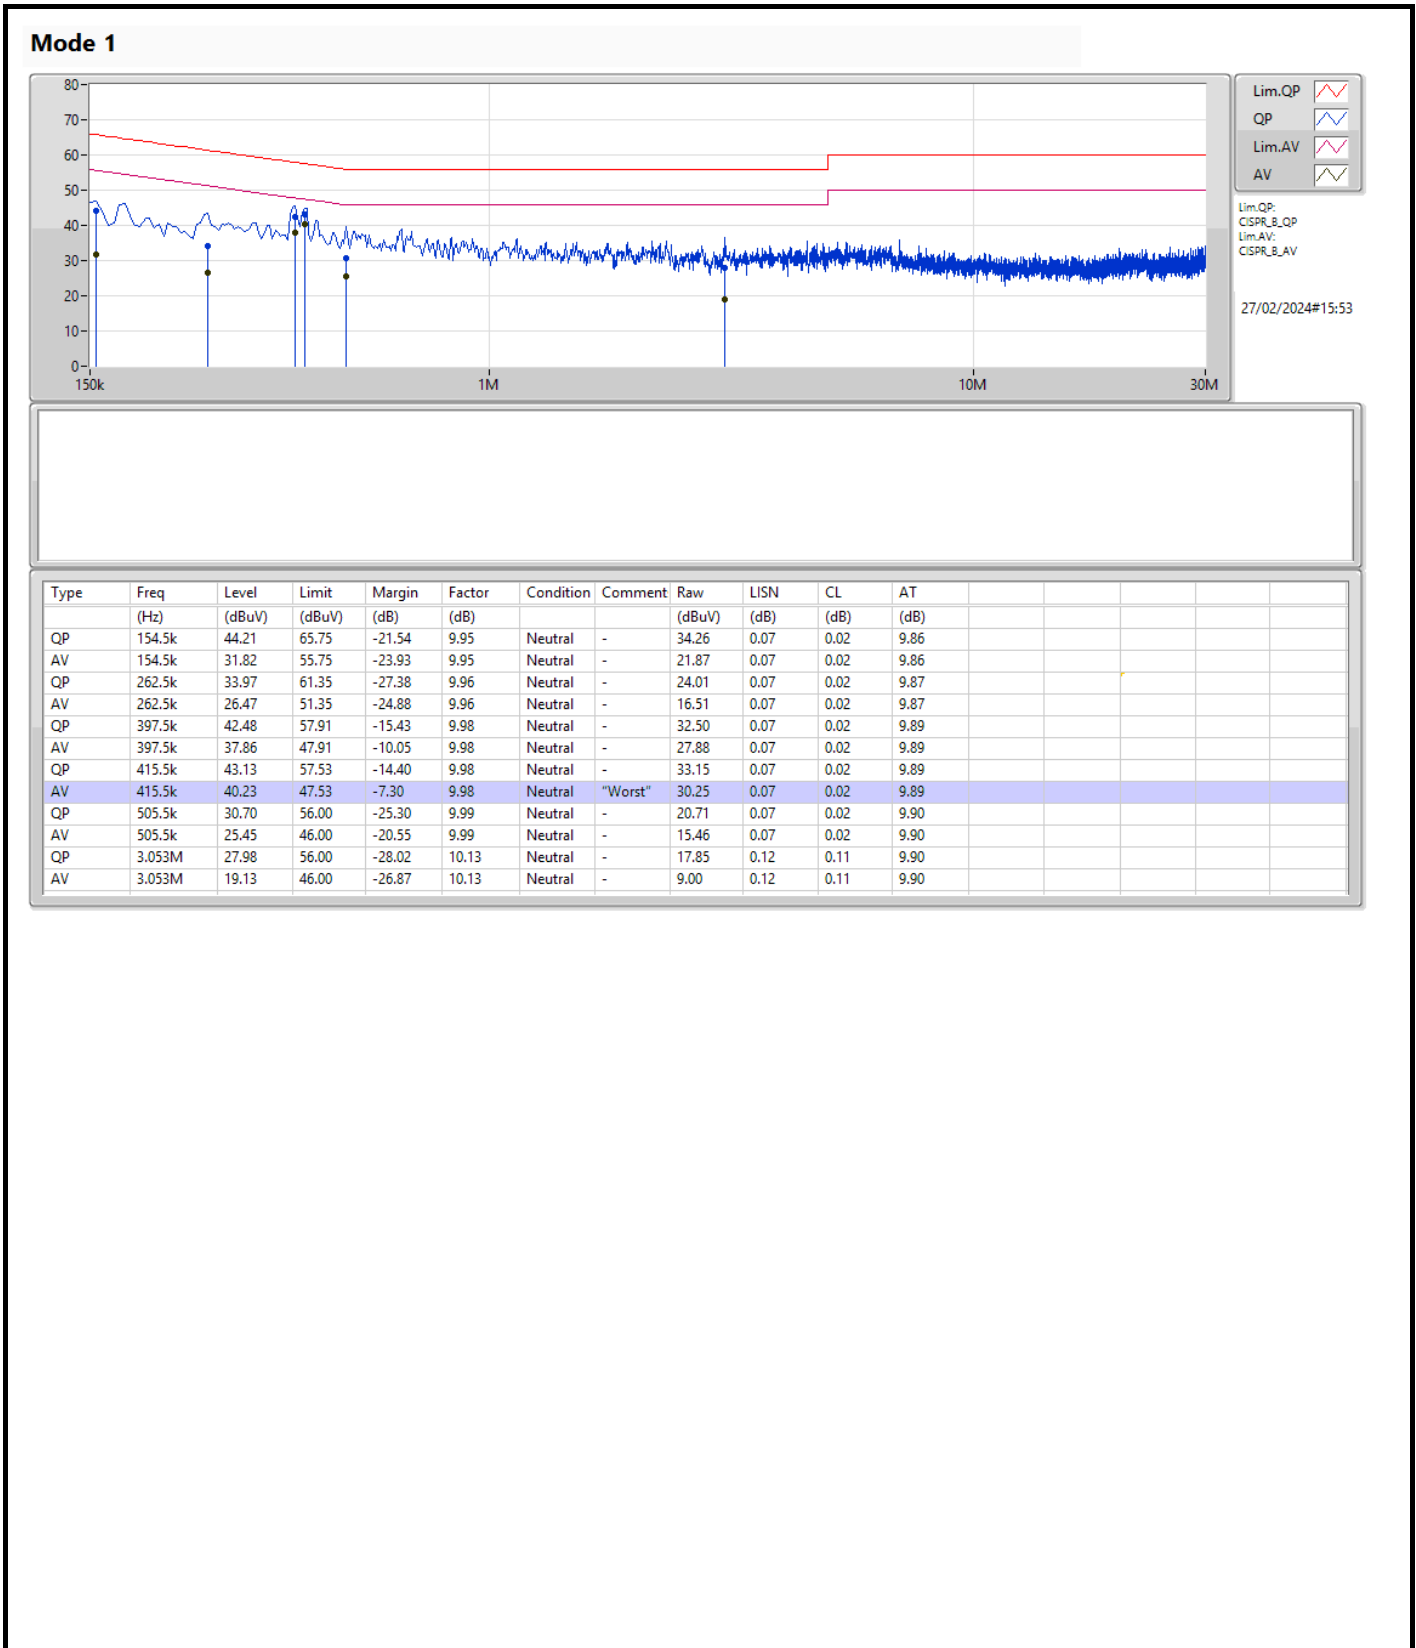 Mode 1
80
70
60
50
40
30
20
10
0
150k 1M 10M 30M
Lim.QP
QP
Lim.AV
AV
Lim.QP:
CISPR_B_QP
Lim.AV:
CISPR_B_AV
27/02/2024#15:53
Type Freq Level Limit Margin Factor Condition Comment Raw LISN CL AT
(Hz) (dBuV) (dBuV) (dB) (dB) (dBuV) (dB) (dB) (dB)
QP 154.5k 44.21 65.75 -21.54 9.95 Neutral - 34.26 0.07 0.02 9.86
AV 154.5k 31.82 55.75 -23.93 9.95 Neutral - 21.87 0.07 0.02 9.86
QP 262.5k 33.97 61.35 -27.38 9.96 Neutral - 24.01 0.07 0.02 9.87
AV 262.5k 26.47 51.35 -24.88 9.96 Neutral - 16.51 0.07 0.02 9.87
QP 397.5k 42.48 57.91 -15.43 9.98 Neutral - 32.50 0.07 0.02 9.89
AV 397.5k 37.86 47.91 -10.05 9.98 Neutral - 27.88 0.07 0.02 9.89
QP 415.5k 43.13 57.53 -14.40 9.98 Neutral - 33.15 0.07 0.02 9.89
AV 415.5k 40.23 47.53 -7.30 9.98 Neutral "Worst" 30.25 0.07 0.02 9.89
QP 505.5k 30.70 56.00 -25.30 9.99 Neutral - 20.71 0.07 0.02 9.90
AV 505.5k 25.45 46.00 -20.55 9.99 Neutral - 15.46 0.07 0.02 9.90
QP 3.053M 27.98 56.00 -28.02 10.13 Neutral - 17.85 0.12 0.11 9.90
AV 3.053M 19.13 46.00 -26.87 10.13 Neutral - 9.00 0.12 0.11 9.90